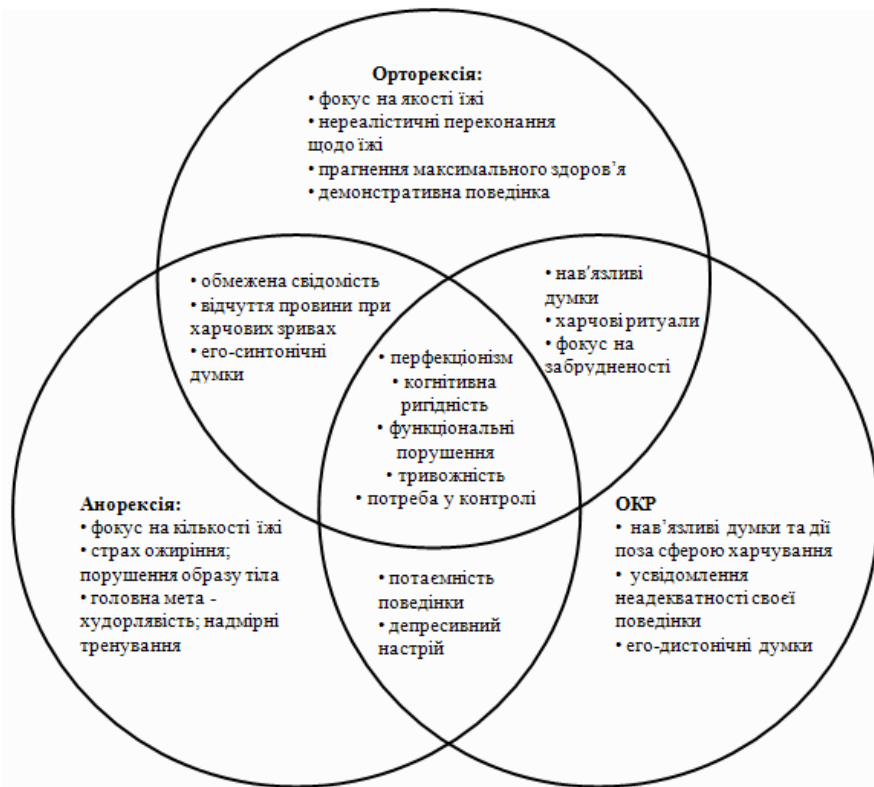 Орторексія:
• фокус на якості їжі
• нереалістичні переконання
щодо їжі
• прагнення максимального здоров’я
• демонстративна поведінка
• обмежена свідомість
• відчуття провини при
харчових зривах
• его-синтонічні
думки
• нав'язливі
думки
• харчові ритуали
• фокус на
забрудненості
• перфекціонізм
• когнітивна
ригідність
• функціональні
порушення
• тривожність
• потреба у контролі
Анорексія:
• фокус на кількості їжі
• страх ожиріння;
порушення образу тіла
• головна мета -
худорлявість; надмірні
тренування
• потаємність
поведінки
• депресивний
настрій
ОКР
• нав’язливі думки та дії
поза сферою харчування
• усвідомлення
неадекватності своєї
поведінки
• его-дистонічні думки